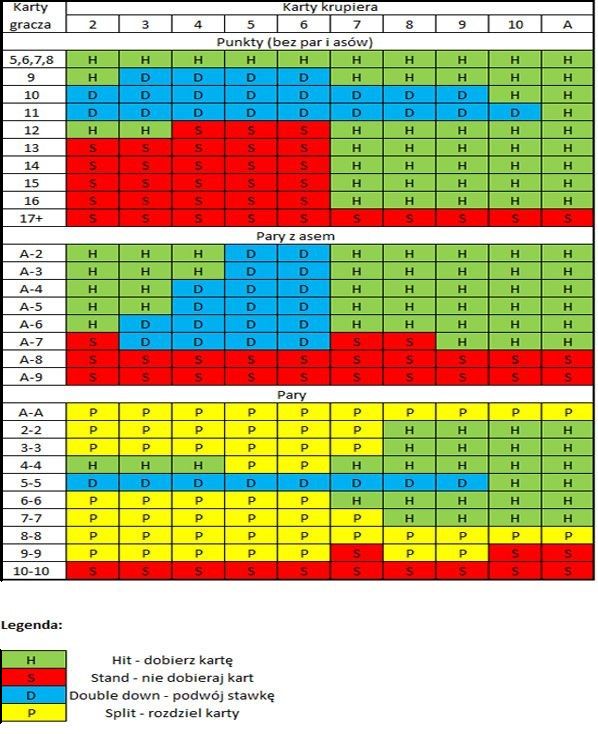 Karty Karty krupiera
gracza 2 3 4 5 6 7 8 9 10 A
Punkty (bez par i asów)
5,6,7,8 H H H H H H H H H H
9 H D D D D H H H H H
10 D D D D D D D D H H
11 D D D D D D D D D H
12 H H S S S H H H H H
13 S S S S S H H H H H
14 S S S S S H H H H H
15 S S S S S H H H H H
16 S S S S S H H H H H
17+ S S S S S S S S S S
Pary z asem
A-2 H H H D D H H H H H
A-3 H H H D D H H H H H
A-4 H H D D D H H H H H
A-5 H H D D D H H H H H
A-6 H D D D D H H H H H
A-7 S D D D D S S H H H
A-8 S S S S S S S S S S
A-9 S S S S S S S S S S
Pary
A-A P P P P P P P P P P
2-2 P P P P P P H H H H
3-3 P P P P P P H H H H
4-4 H H H P P H H H H H
5-5 D D D D D D D D H H
6-6 P P P P P H H H H H
7-7 P P P P P P H H H H
8-8 P P P P P P P P P P
9-9 P P P P P S P P S S
10-10 S S S S S S S S S S
Legenda:
H Hit - dobierz kartę
S Stand - nie dobieraj kart
D Double down - podwój stawkę
P Split - rozdziel karty